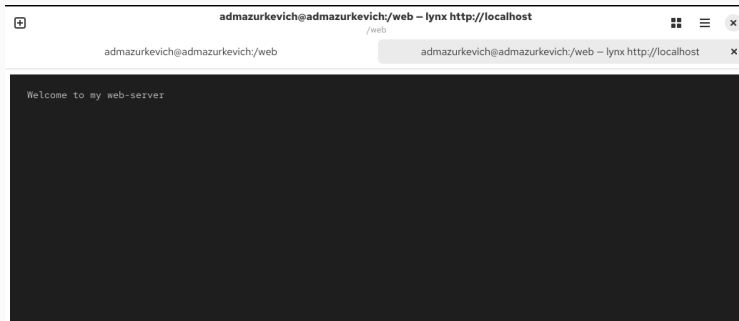 admazurkevich@admazurkevich:/web — lynx http://localhost
/web
admazurkevich@admazurkevich:/web
admazurkevich@admazurkevich:/web — lynx http://localhost
Welcome to my web-server